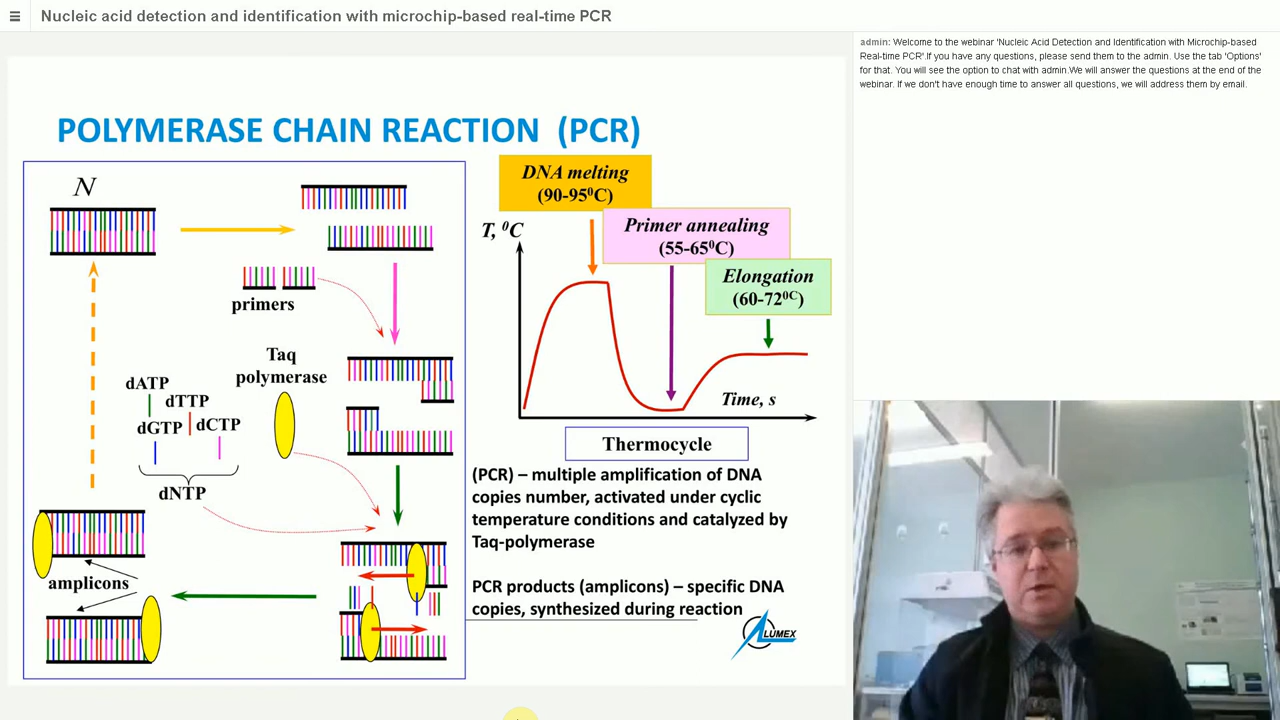 Nucleic acid detection and identification with microchip-based real-time PCR
admin: Welcome to the webinar 'Nucleic Acid Detection and Identification with Microchip-based
Real-time PCR'.If you have any questions, please send them to the admin. Use the tab 'Options'
for that. You will see the option to chat with admin.We will answer the questions at the end of the
webinar. If we don't have enough time to answer all questions, we will address them by email.
POLYMERASE CHAIN REACTION (PCR)
N
primers
Taq
polymerase
dATP
dTTP
dGTP
dCTP
dNTP
amplicons
DNA melting
(90-95⁰C)
Primer annealing
(55-65⁰C)
Elongation
(60-72⁰ᶜ)
T, ⁰C
Time, s
Thermocycle
(PCR) – multiple amplification of DNA
copies number, activated under cyclic
temperature conditions and catalyzed by
Taq-polymerase
PCR products (amplicons) – specific DNA
copies, synthesized during reaction
LUMEX